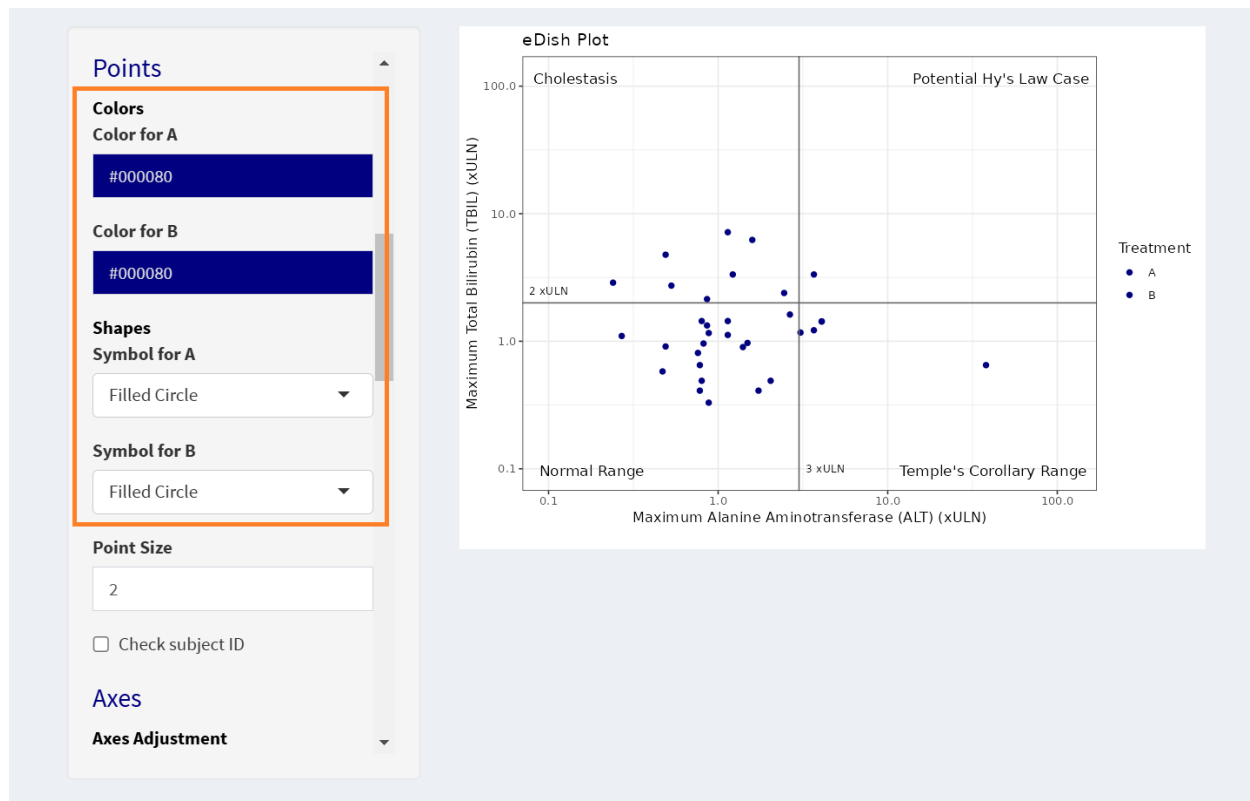 Points
Colors
Color for A
#000080
Color for B
#000080
Shapes
Symbol for A
Filled Circle
Symbol for B
Filled Circle
Point Size
2
Check subject ID
Axes
Axes Adjustment
eDish Plot
Cholestasis
Potential Hy's Law Case
100.0
10.0
1.0
0.1
Maximum Total Bilirubin (TBIL) (xULN)
2 xULN
Normal Range
3 xULN
Temple's Corollary Range
0.1
1.0
10.0
100.0
Maximum Alanine Aminotransferase (ALT) (xULN)
Treatment
A
B